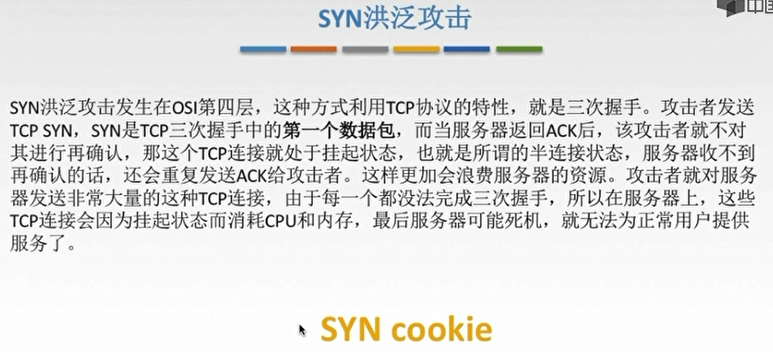 SYN洪泛攻击
SYN洪泛攻击发生在OSI第四层，这种方式利用TCP协议的特性，就是三次握手。攻击者发送
TCP SYN，SYN是TCP三次握手中的第一个数据包，而当服务器返回ACK后，该攻击者就不对
其进行再确认，那这个TCP连接就处于挂起状态，也就是所谓的半连接状态，服务器收不到
再确认的话，还会重复发送ACK给攻击者。这样更加会浪费服务器的资源。攻击者就对服务
器发送非常大量的这种TCP连接，由于每一个都没法完成三次握手，所以在服务器上，这些
TCP连接会因为挂起状态而消耗CPU和内存，最后服务器可能死机，就无法为正常用户提供
服务了。
SYN cookie